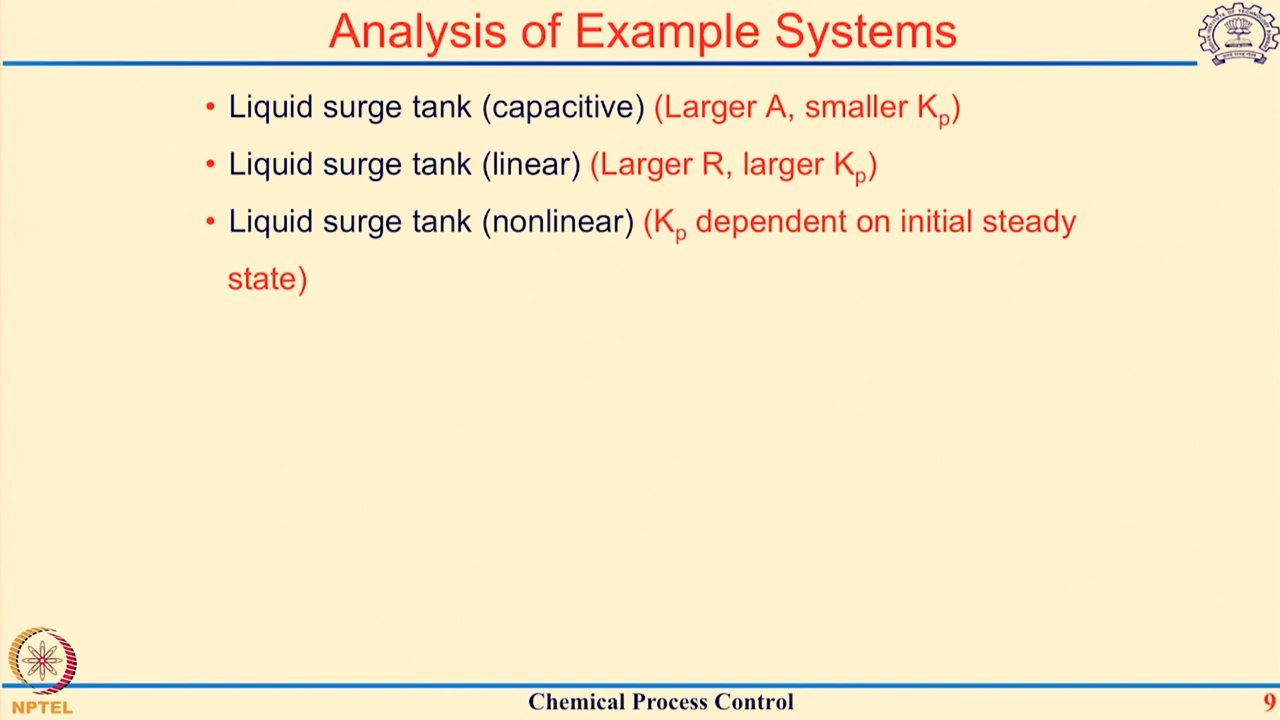 Analysis of Example Systems
• Liquid surge tank (capacitive) (Larger A, smaller Kp)
• Liquid surge tank (linear) (Larger R, larger Kp)
• Liquid surge tank (nonlinear) (Kp dependent on initial steady
state)
NPTEL
Chemical Process Control
9